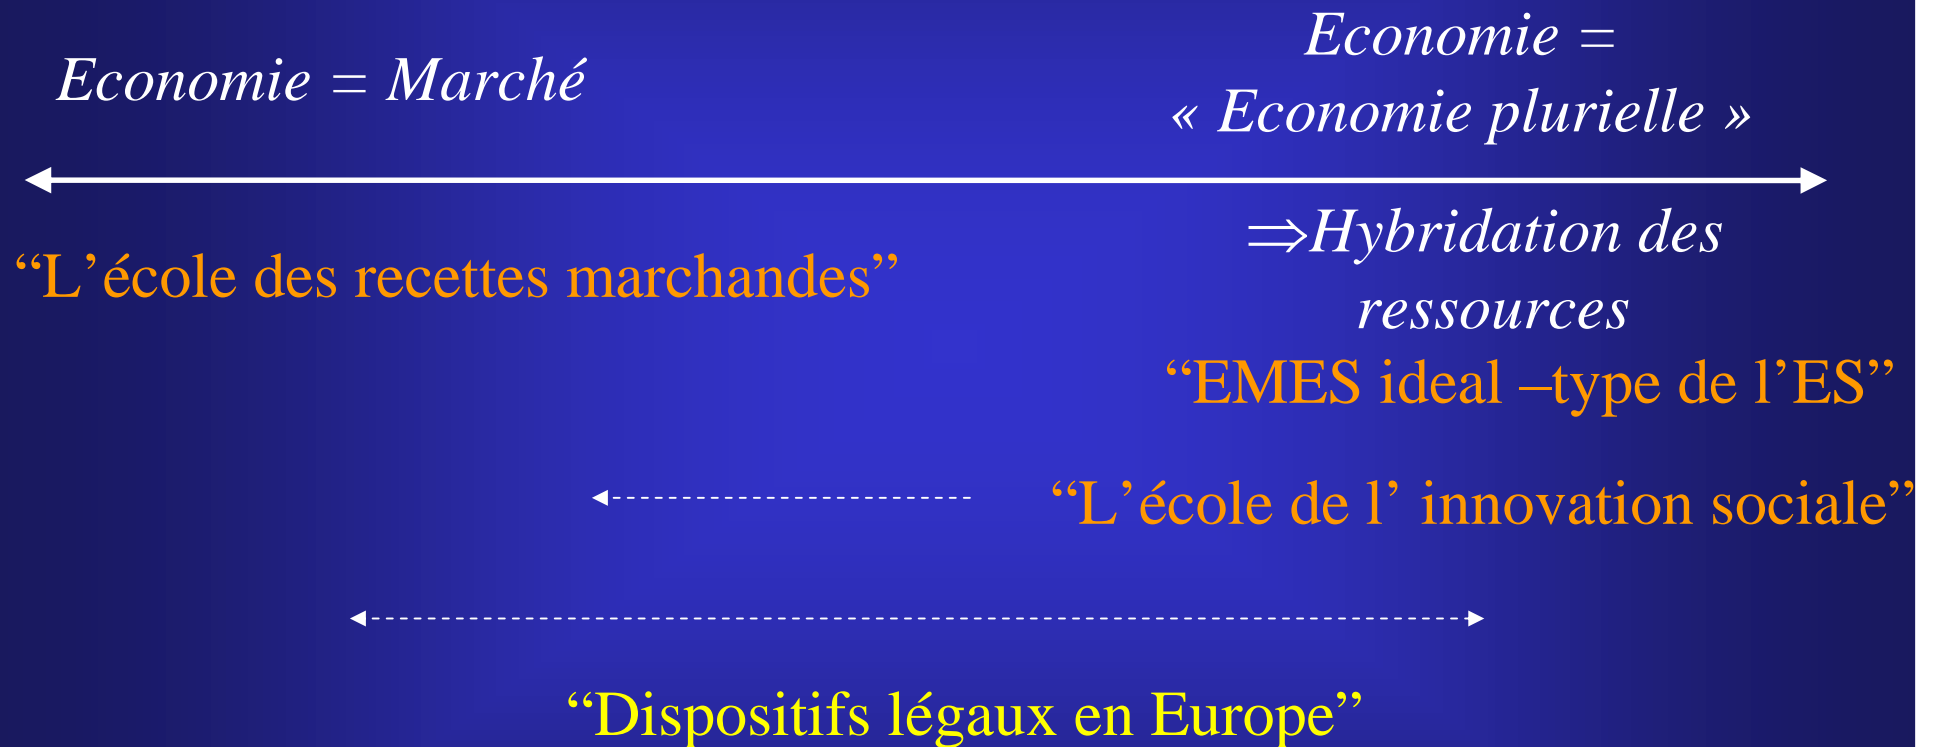 Economie = Marché
Economie =
« Economie plurielle »
“L’école des recettes marchandes”
⇒Hybridation des
ressources
“EMES ideal –type de l’ES”
“L’école de l’ innovation sociale”
“Dispositifs légaux en Europe”